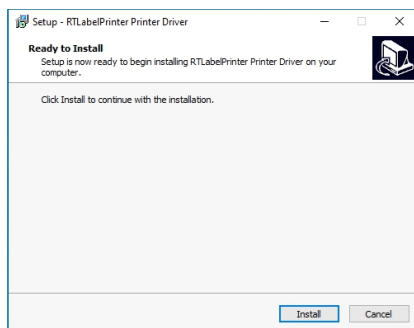 Setup - RTLabelPrinter Printer Driver
Ready to Install
Setup is now ready to begin installing RTLabelPrinter Printer Driver on your
computer.
Click Install to continue with the installation.
Install Cancel